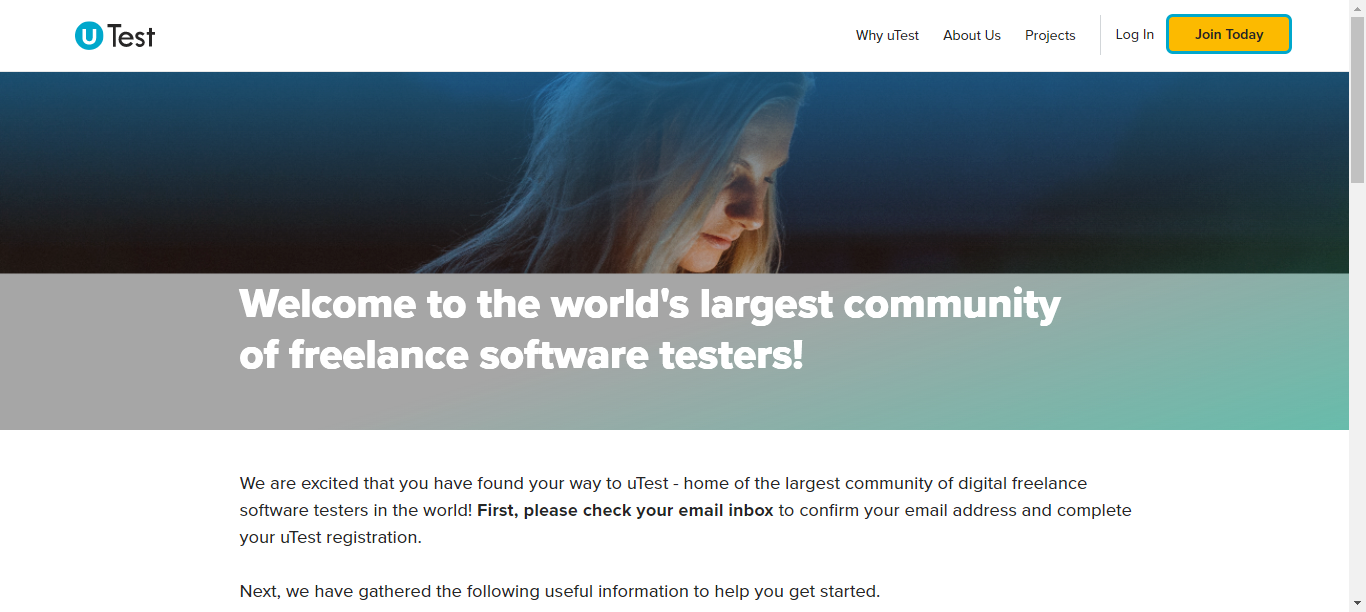 uTest
Why uTest
About Us
Projects
Log In
Join Today
Welcome to the world's largest community
of freelance software testers!
We are excited that you have found your way to uTest - home of the largest community of digital freelance
software testers in the world! First, please check your email inbox to confirm your email address and complete
your uTest registration.
Next, we have gathered the following useful information to help you get started.